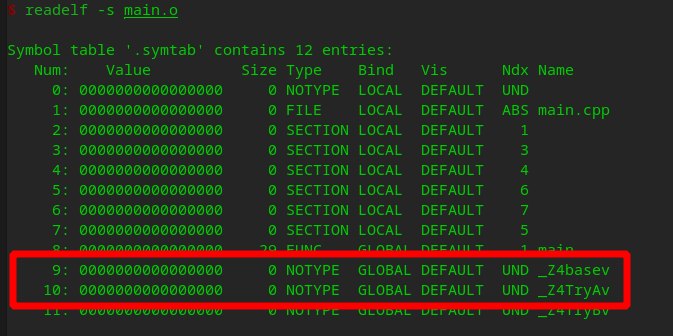 $ readelf -s main.o
Symbol table '.symtab' contains 12 entries:
Num: Value Size Type Bind Vis Ndx Name
0: 0000000000000000 0 NOTYPE LOCAL DEFAULT UND
1: 0000000000000000 0 FILE LOCAL DEFAULT ABS main.cpp
2: 0000000000000000 0 SECTION LOCAL DEFAULT 1
3: 0000000000000000 0 SECTION LOCAL DEFAULT 3
4: 0000000000000000 0 SECTION LOCAL DEFAULT 4
5: 0000000000000000 0 SECTION LOCAL DEFAULT 6
6: 0000000000000000 0 SECTION LOCAL DEFAULT 7
7: 0000000000000000 0 SECTION LOCAL DEFAULT 5
8: 0000000000000000 29 FUNC GLOBAL DEFAULT 1 main
9: 0000000000000000 0 NOTYPE GLOBAL DEFAULT UND _Z4basev
10: 0000000000000000 0 NOTYPE GLOBAL DEFAULT UND _Z4TryAv
11: 0000000000000000 0 NOTYPE GLOBAL DEFAULT UND _Z4TryBv